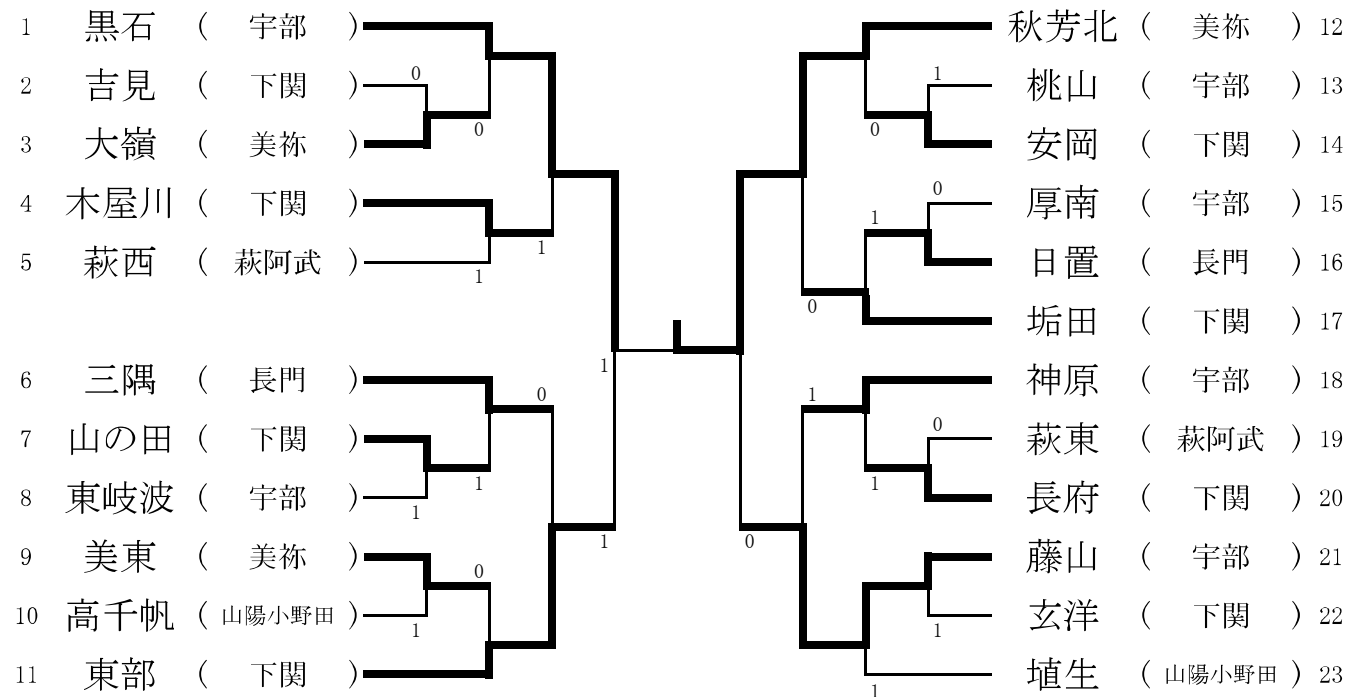 1 黒石 ( 宇部 )
0
2 吉見 ( 下関 )
0
3 大嶺 ( 美祢 )
4 木屋川 ( 下関 )
1
5 萩西 ( 萩阿武 )
1
1
6 三隅 ( 長門 )
0
7 山の田 ( 下関 )
1
8 東岐波 ( 宇部 )
1
1
9 美東 ( 美祢 )
0
10 高千帆 ( 山陽小野田 )
1
11 東部 ( 下関 )
秋芳北 ( 美祢 ) 12
1
桃山 ( 宇部 ) 13
0
安岡 ( 下関 ) 14
0
厚南 ( 宇部 ) 15
1
日置 ( 長門 ) 16
0
垢田 ( 下関 ) 17
神原 ( 宇部 ) 18
1
0
萩東 ( 萩阿武 ) 19
1
長府 ( 下関 ) 20
0
藤山 ( 宇部 ) 21
玄洋 ( 下関 ) 22
1
埴生 ( 山陽小野田 ) 23
1